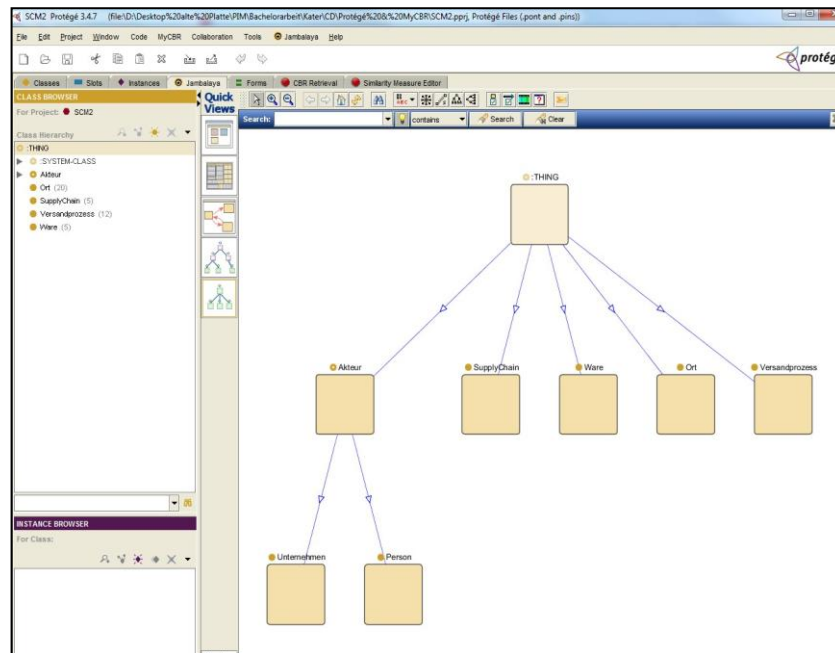 SCM2 Protégé 3.4.7 (file:\D:\Desktop%20alte%20Platte\PIM\Bachelorarbeit\Kater\CD\Protégé%20&%20MyCBR\SCM2.pprj, Protégé Files (.pont and .pins)
File Edit Project Window Code MyCBR Collaboration Tools Jambalaya Help
protégé
Classes Slots Instances Jambalaya Forms CBR Retrieval Similarity Measure Editor
CLASS BROWSER
For Project: SCM2
Class Hierarchy
:THING
:SYSTEM-CLASS
Akteur
Ort (20)
SupplyChain (5)
Versandprozess (12)
Ware (5)
INSTANCE BROWSER
For Class:
Quick
Views
Search: contains Search Clear
:THING
Akteur SupplyChain Ware Ort Versandprozess
Unternehmen Person